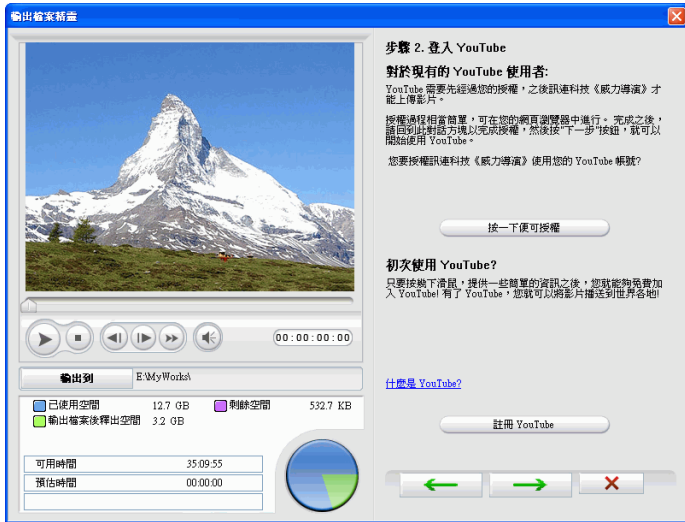 輸出檔案精靈
步驟 2. 登入 YouTube
對於現有的 YouTube 使用者:
YouTube 需要先經過您的授權，之後訊連科技《威力導演》才
能上傳影片。
授權過程相當簡單，可在您的網頁瀏覽器中進行。完成之後，
請回到此對話方塊以完成授權，然後按"下一步"按鈕，就可以
開始使用 YouTube。
您要授權訊連科技《威力導演》使用您的 YouTube 帳號?
按一下便可授權
初次使用 YouTube?
只要按幾下滑鼠，提供一些簡單的資訊之後，您就能夠免費加
入 YouTube! 有了 YouTube，您就可以將影片播送到世界各地!
什麼是 YouTube?
註冊 YouTube
00:00:00:00
輸出到 E:\MyWorks\
已使用空間 12.7 GB 剩餘空間 532.7 KB
輸出檔案後釋出空間 3.2 GB
可用時間 35:09:55
預估時間 00:00:00